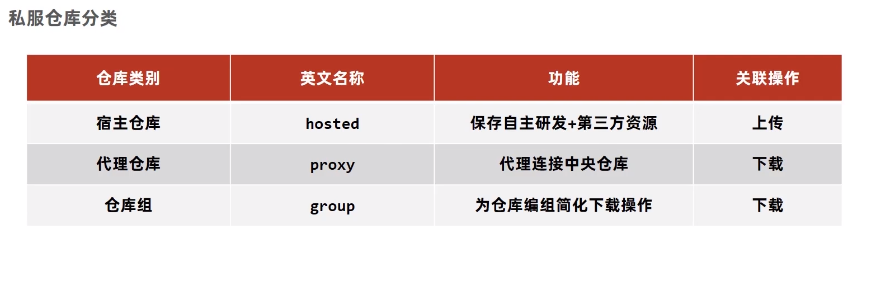 私服仓库分类
仓库类别 英文名称 功能 关联操作
宿主仓库 hosted 保存自主研发+第三方资源 上传
代理仓库 proxy 代理连接中央仓库 下载
仓库组 group 为仓库编组简化下载操作 下载